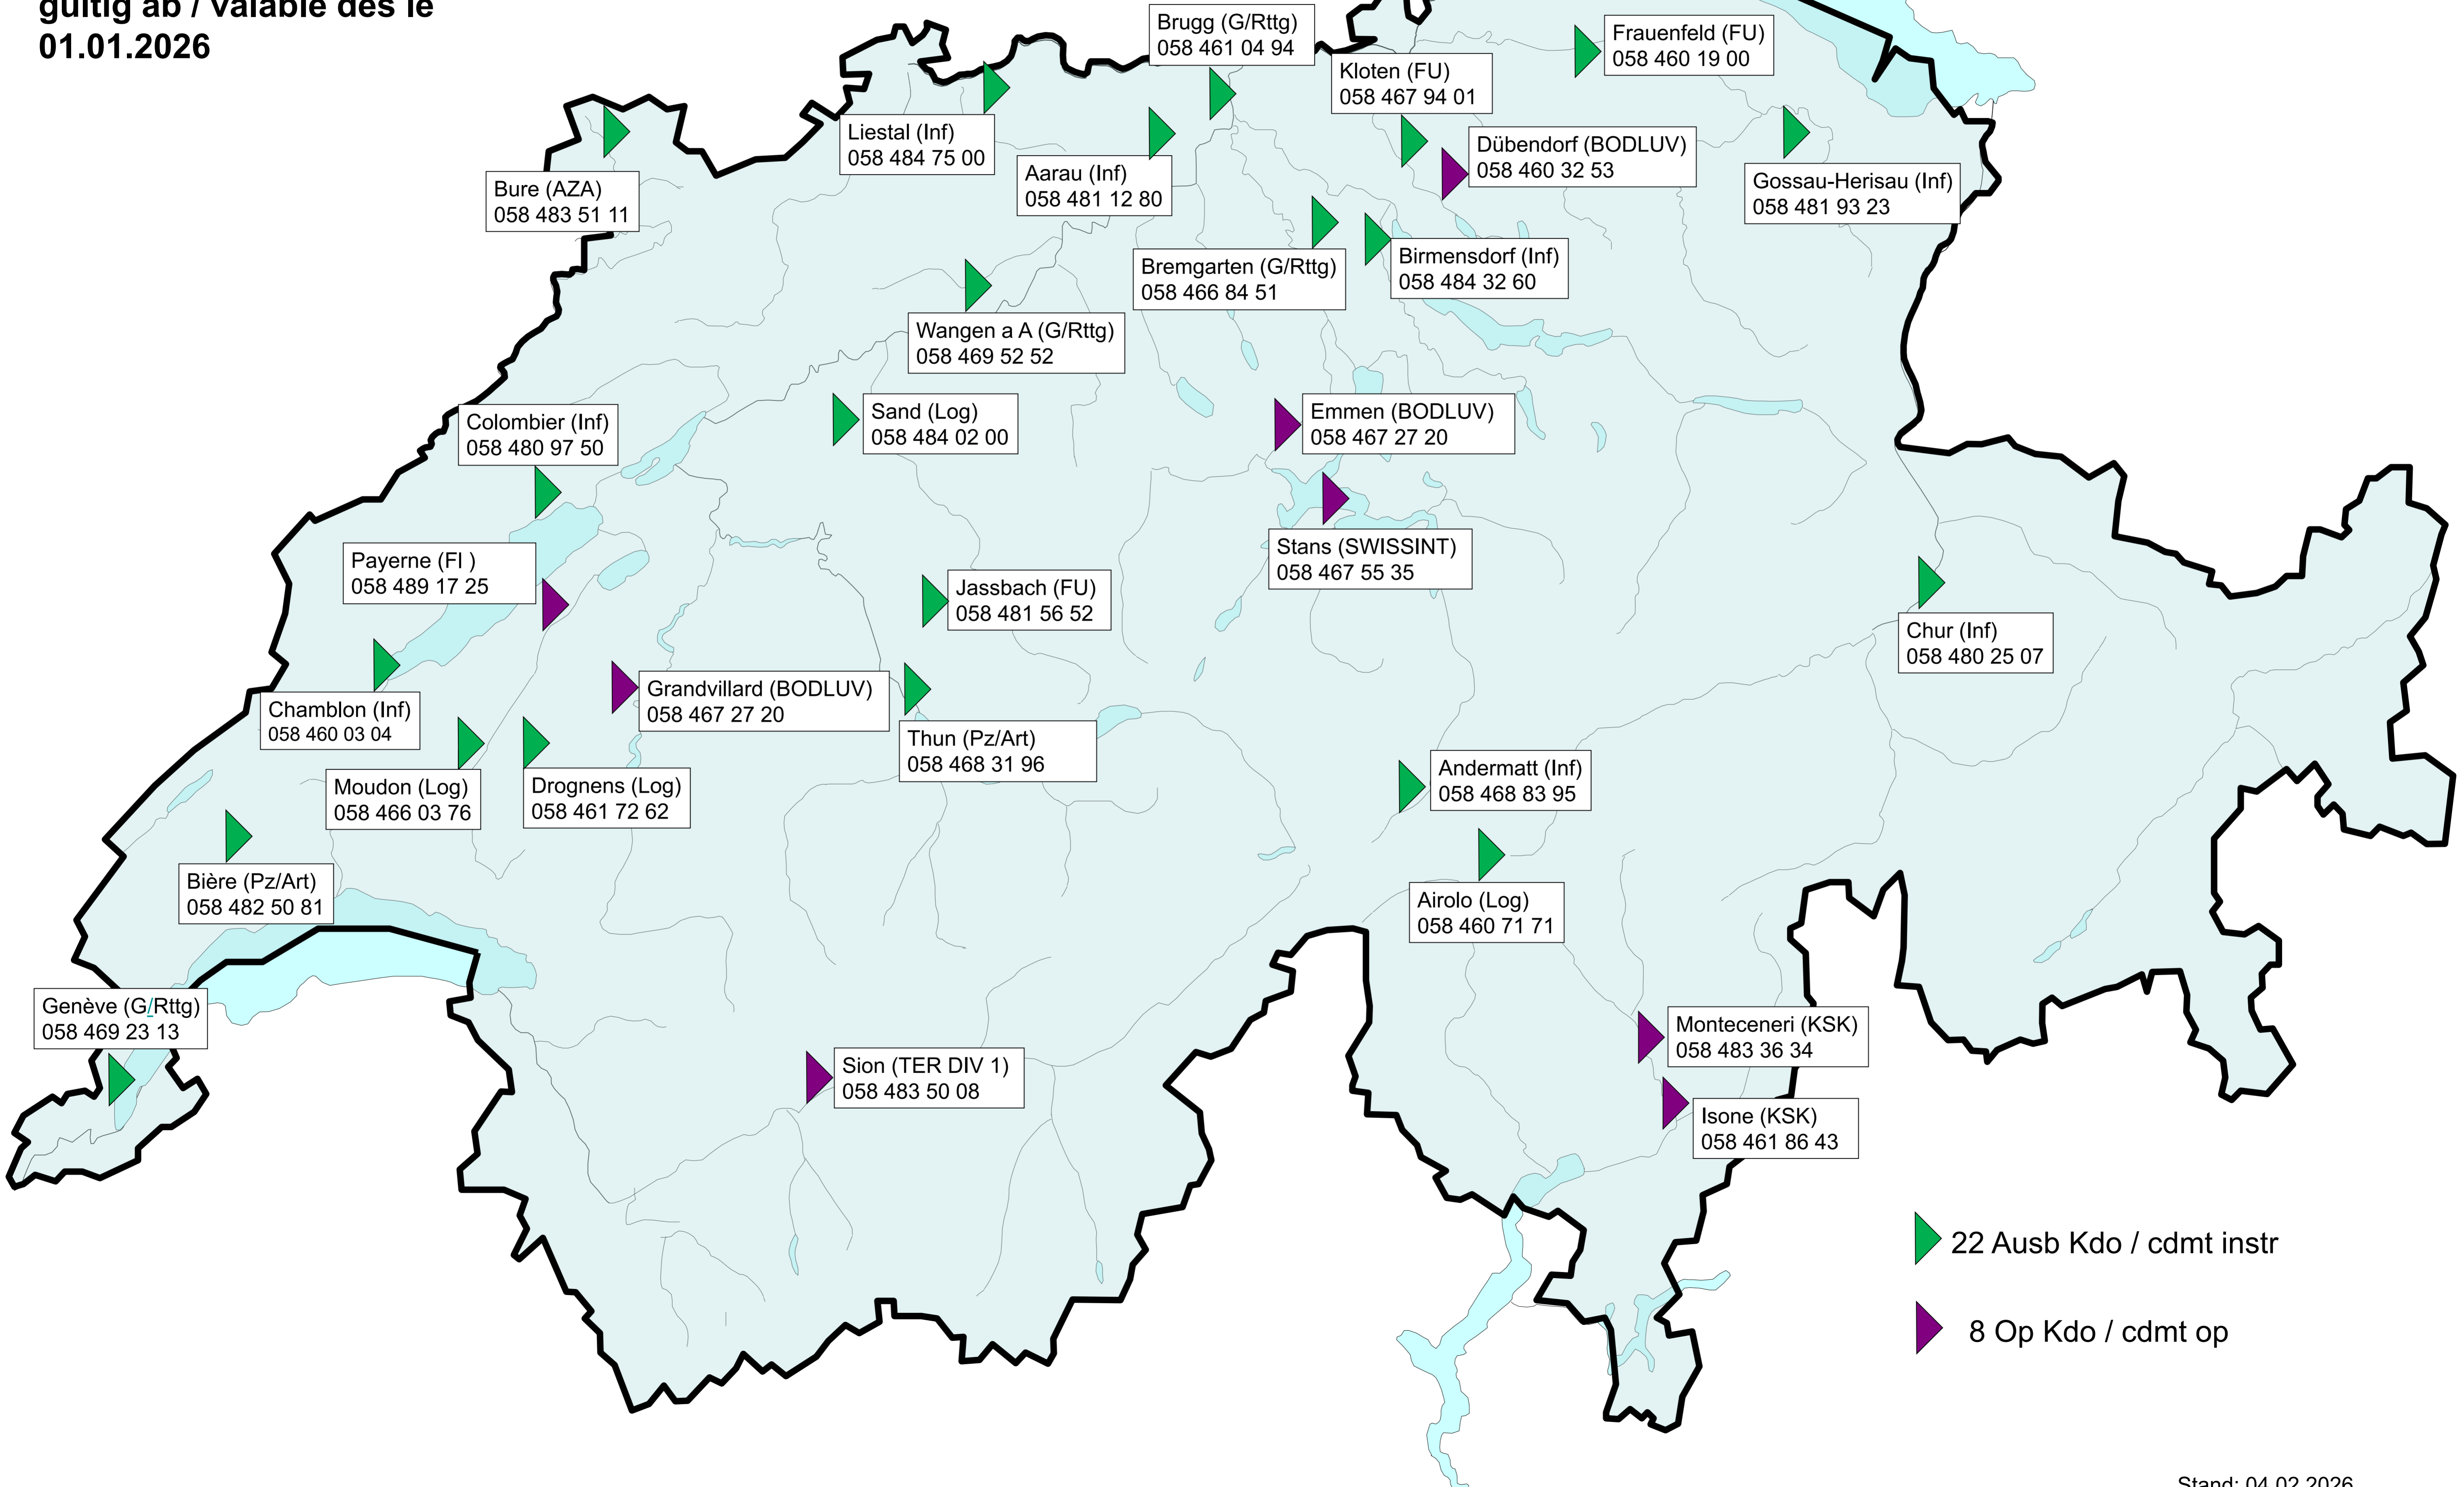 gültig ab / valable dès le
01.01.2026
Brugg (G/Rttg)
058 461 04 94
Frauenfeld (FU)
058 460 19 00
Kloten (FU)
058 467 94 01
Liestal (Inf)
058 484 75 00
Dübendorf (BODLUV)
058 460 32 53
Aarau (Inf)
058 481 12 80
Gossau-Herisau (Inf)
058 481 93 23
Bure (AZA)
058 483 51 11
Bremgarten (G/Rttg)
058 466 84 51
Birmensdorf (Inf)
058 484 32 60
Wangen a A (G/Rttg)
058 469 52 52
Sand (Log)
058 484 02 00
Emmen (BODLUV)
058 467 27 20
Colombier (Inf)
058 480 97 50
Stans (SWISSINT)
058 467 55 35
Payerne (Fl )
058 489 17 25
Jassbach (FU)
058 481 56 52
Chur (Inf)
058 480 25 07
Grandvillard (BODLUV)
058 467 27 20
Chamblon (Inf)
058 460 03 04
Thun (Pz/Art)
058 468 31 96
Andermatt (Inf)
058 468 83 95
Moudon (Log)
058 466 03 76
Drognens (Log)
058 461 72 62
Bière (Pz/Art)
058 482 50 81
Airolo (Log)
058 460 71 71
Genève (G/Rttg)
058 469 23 13
Monteceneri (KSK)
058 483 36 34
Sion (TER DIV 1)
058 483 50 08
Isone (KSK)
058 461 86 43
22 Ausb Kdo / cdmt instr
8 Op Kdo / cdmt op
Stand: 04.02.2026